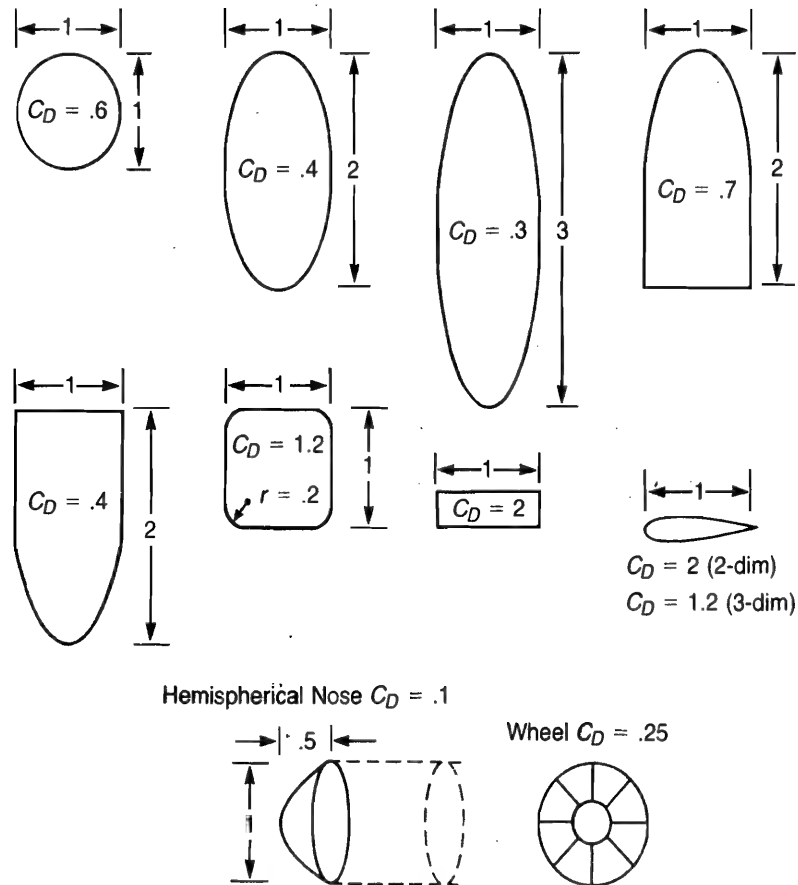 1 1 1 1
C_D = .6 1
C_D = .4 2
C_D = .3 3
C_D = .7 2
1 1
C_D = .4 2
C_D = 1.2 1
r = .2
1
C_D = 2
1
C_D = 2 (2-dim)
C_D = 1.2 (3-dim)
Hemispherical Nose C_D = .1
.5
1
Wheel C_D = .25